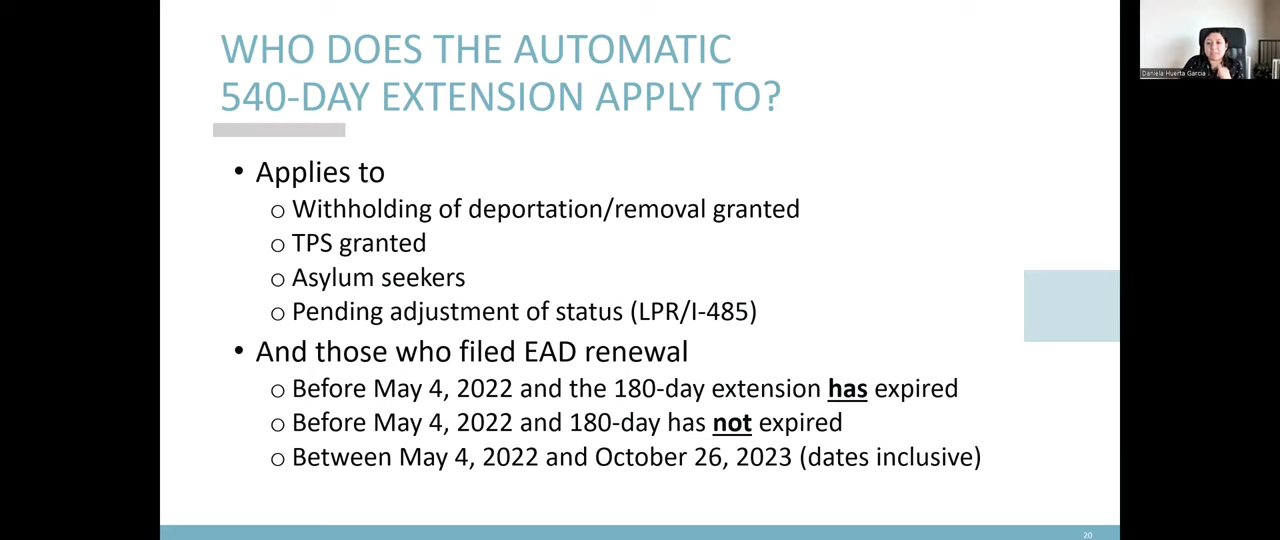 WHO DOES THE AUTOMATIC
540-DAY EXTENSION APPLY TO?
• Applies to
o Withholding of deportation/removal granted
o TPS granted
o Asylum seekers
o Pending adjustment of status (LPR/I-485)
• And those who filed EAD renewal
o Before May 4, 2022 and the 180-day extension has expired
o Before May 4, 2022 and 180-day has not expired
o Between May 4, 2022 and October 26, 2023 (dates inclusive)
20
Daniela Huerta Garcia